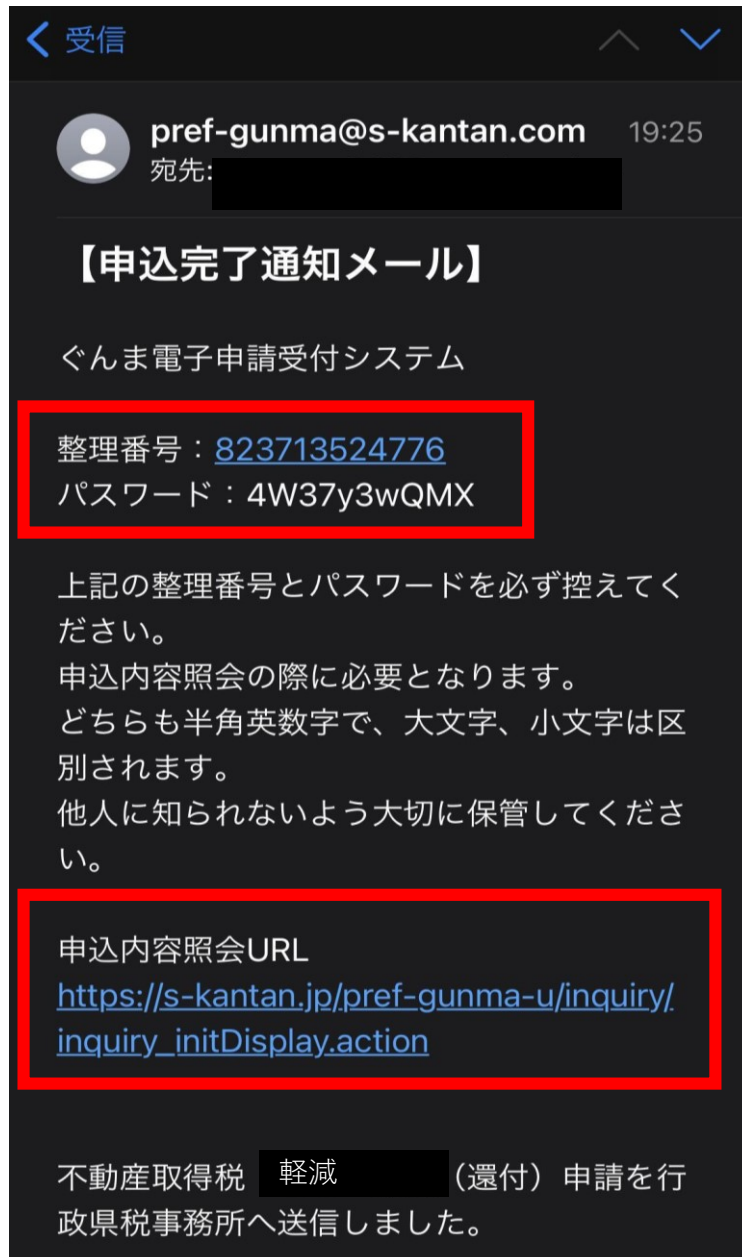 受信
pref-gunma@s-kantan.com 19:25
宛先:
【申込完了通知メール】
ぐんま電子申請受付システム
整理番号：823713524776
パスワード：4W37y3wQMX
上記の整理番号とパスワードを必ず控えてく
ださい。
申込内容照会の際に必要となります。
どちらも半角英数字で、大文字、小文字は区
別されます。
他人に知られないよう大切に保管してくださ
い。
申込内容照会URL
https://s-kantan.jp/pref-gunma-u/inquiry/
inquiry_initDisplay.action
不動産取得税 軽減 （還付）申請を行
政県税事務所へ送信しました。